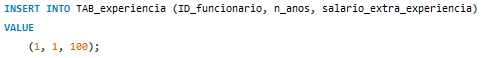 INSERT INTO TAB_experiencia (ID_funcionario, n_anos, salario_extra_experiencia)
VALUE
(1, 1, 100);